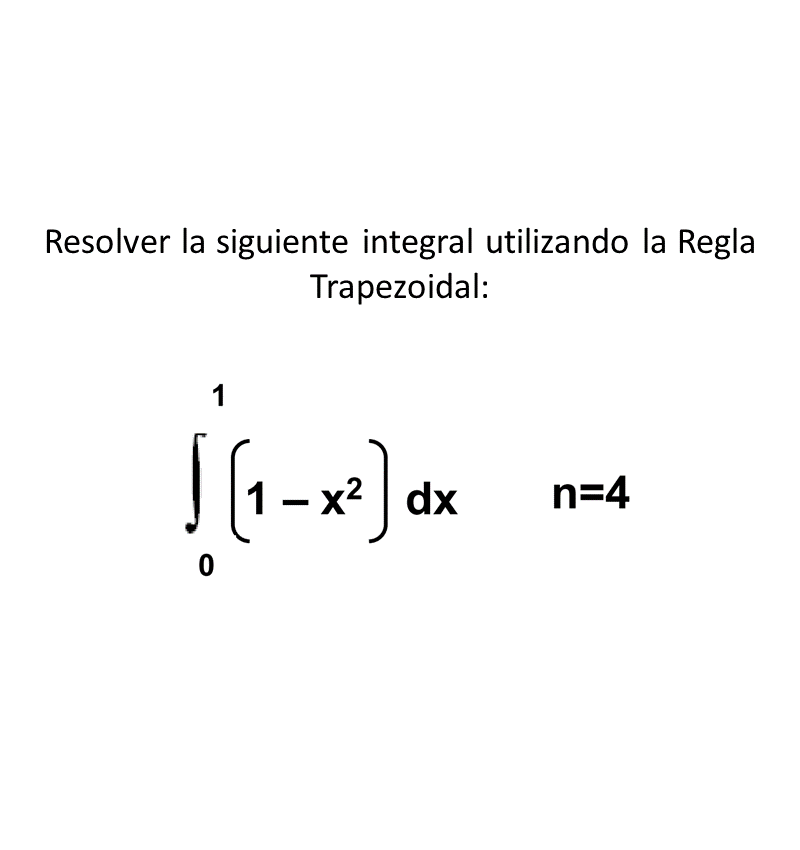 Resolver la siguiente integral utilizando la Regla
Trapezoidal:
1
∫ (1 – x²) dx n=4
0